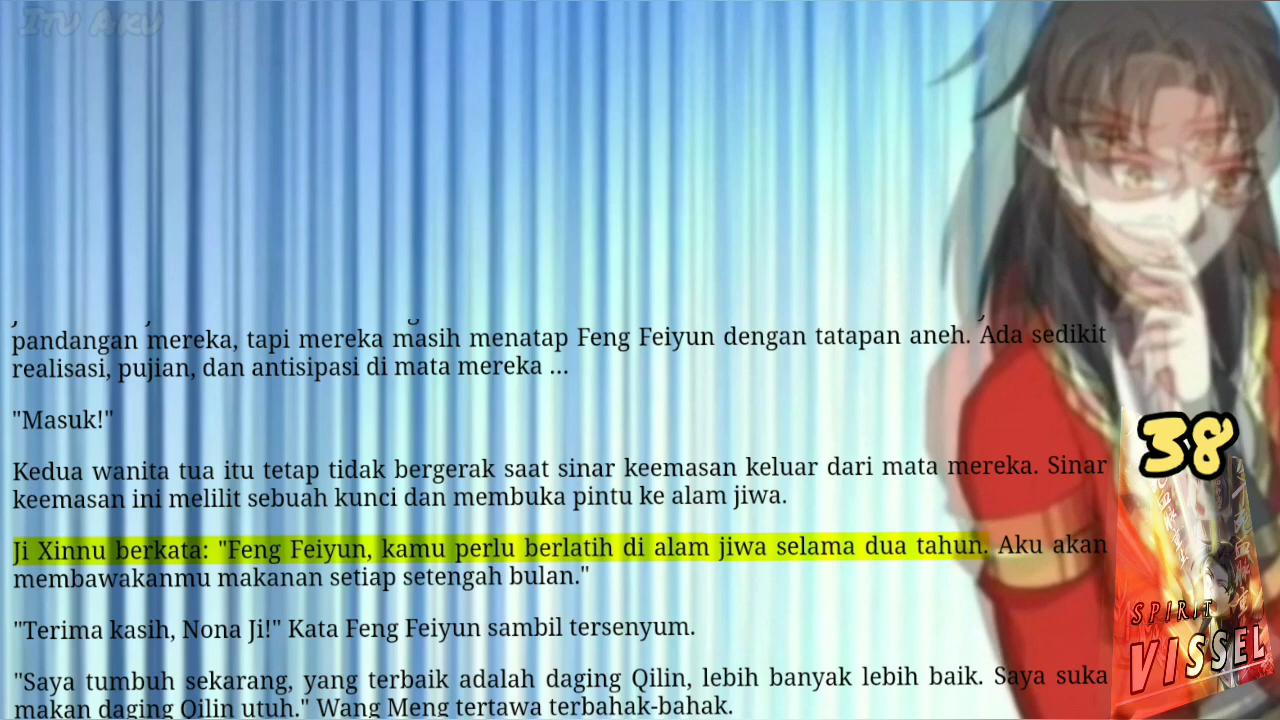 ITU AKU
pandangan mereka, tapi mereka masih menatap Feng Feiyun dengan tatapan aneh. Ada sedikit
realisasi, pujian, dan antisipasi di mata mereka ...
"Masuk!"
Kedua wanita tua itu tetap tidak bergerak saat sinar keemasan keluar dari mata mereka. Sinar
keemasan ini melilit sebuah kunci dan membuka pintu ke alam jiwa.
Ji Xinnu berkata: "Feng Feiyun, kamu perlu berlatih di alam jiwa selama dua tahun. Aku akan
membawakanmu makanan setiap setengah bulan."
"Terima kasih, Nona Ji!" Kata Feng Feiyun sambil tersenyum.
"Saya tumbuh sekarang, yang terbaik adalah daging Qilin, lebih banyak lebih baik. Saya suka
makan daging Qilin utuh." Wang Meng tertawa terbahak-bahak.
38
SPIRIT
VISSEL